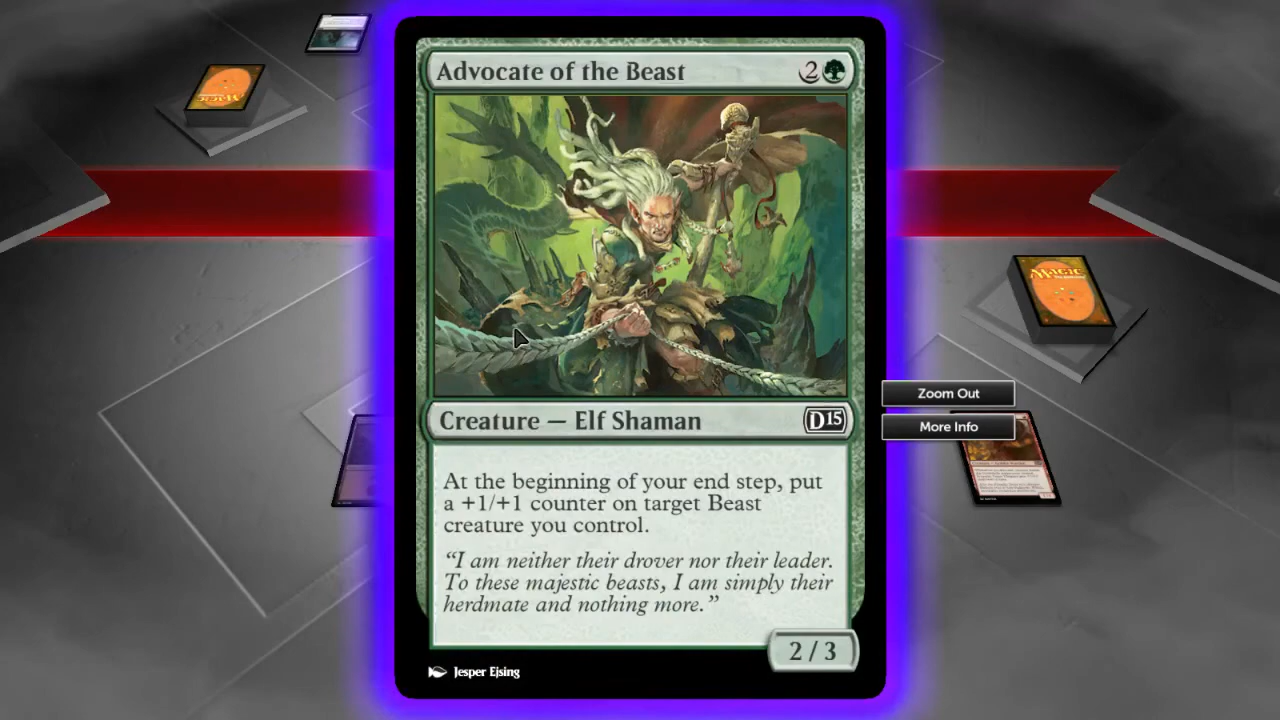 Advocate of the Beast 2
Creature — Elf Shaman D15
At the beginning of your end step, put
a +1/+1 counter on target Beast
creature you control.
“I am neither their drover nor their leader.
To these majestic beasts, I am simply their
herdmate and nothing more.”
2 / 3
Jesper Ejsing
Magic
Magic
Zoom Out
More Info